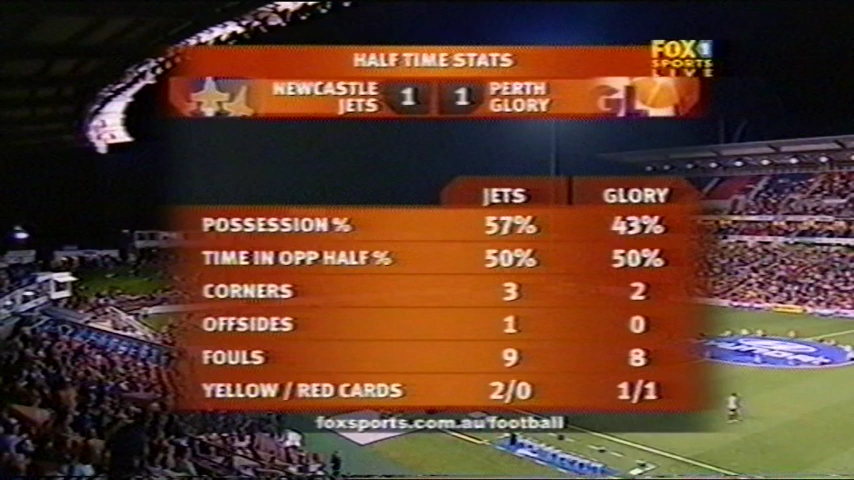 FOX 1
SPORTS
LIVE
HALF TIME STATS
NEWCASTLE JETS 1 1 PERTH GLORY
JETS GLORY
POSSESSION % 57% 43%
TIME IN OPP HALF % 50% 50%
CORNERS 3 2
OFFSIDES 1 0
FOULS 9 8
YELLOW / RED CARDS 2/0 1/1
foxsports.com.au/football